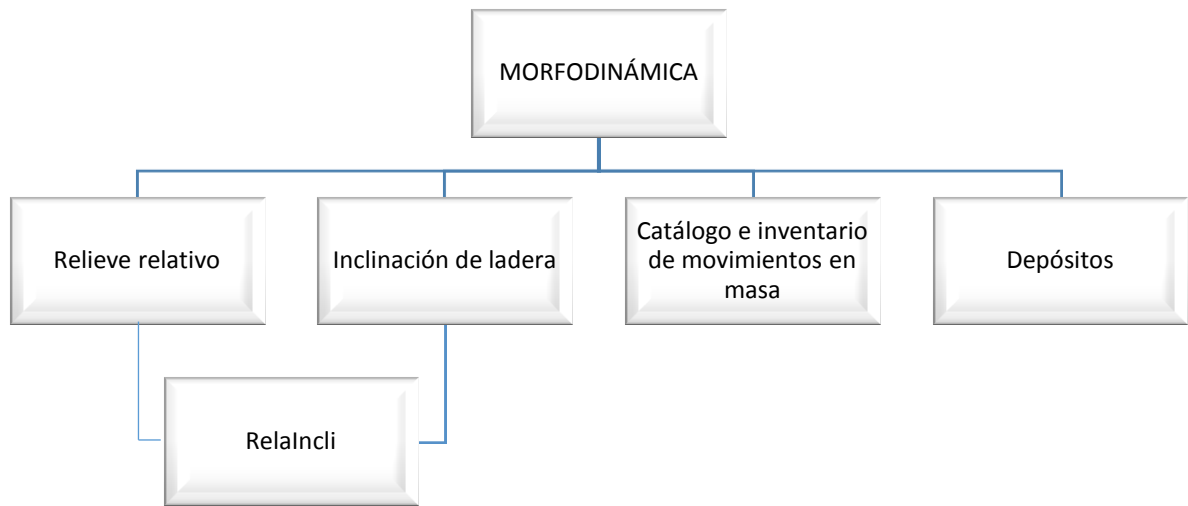 MORFODINÁMICA
Relieve relativo
Inclinación de ladera
Catálogo e inventario
de movimientos en
masa
Depósitos
RelaIncli